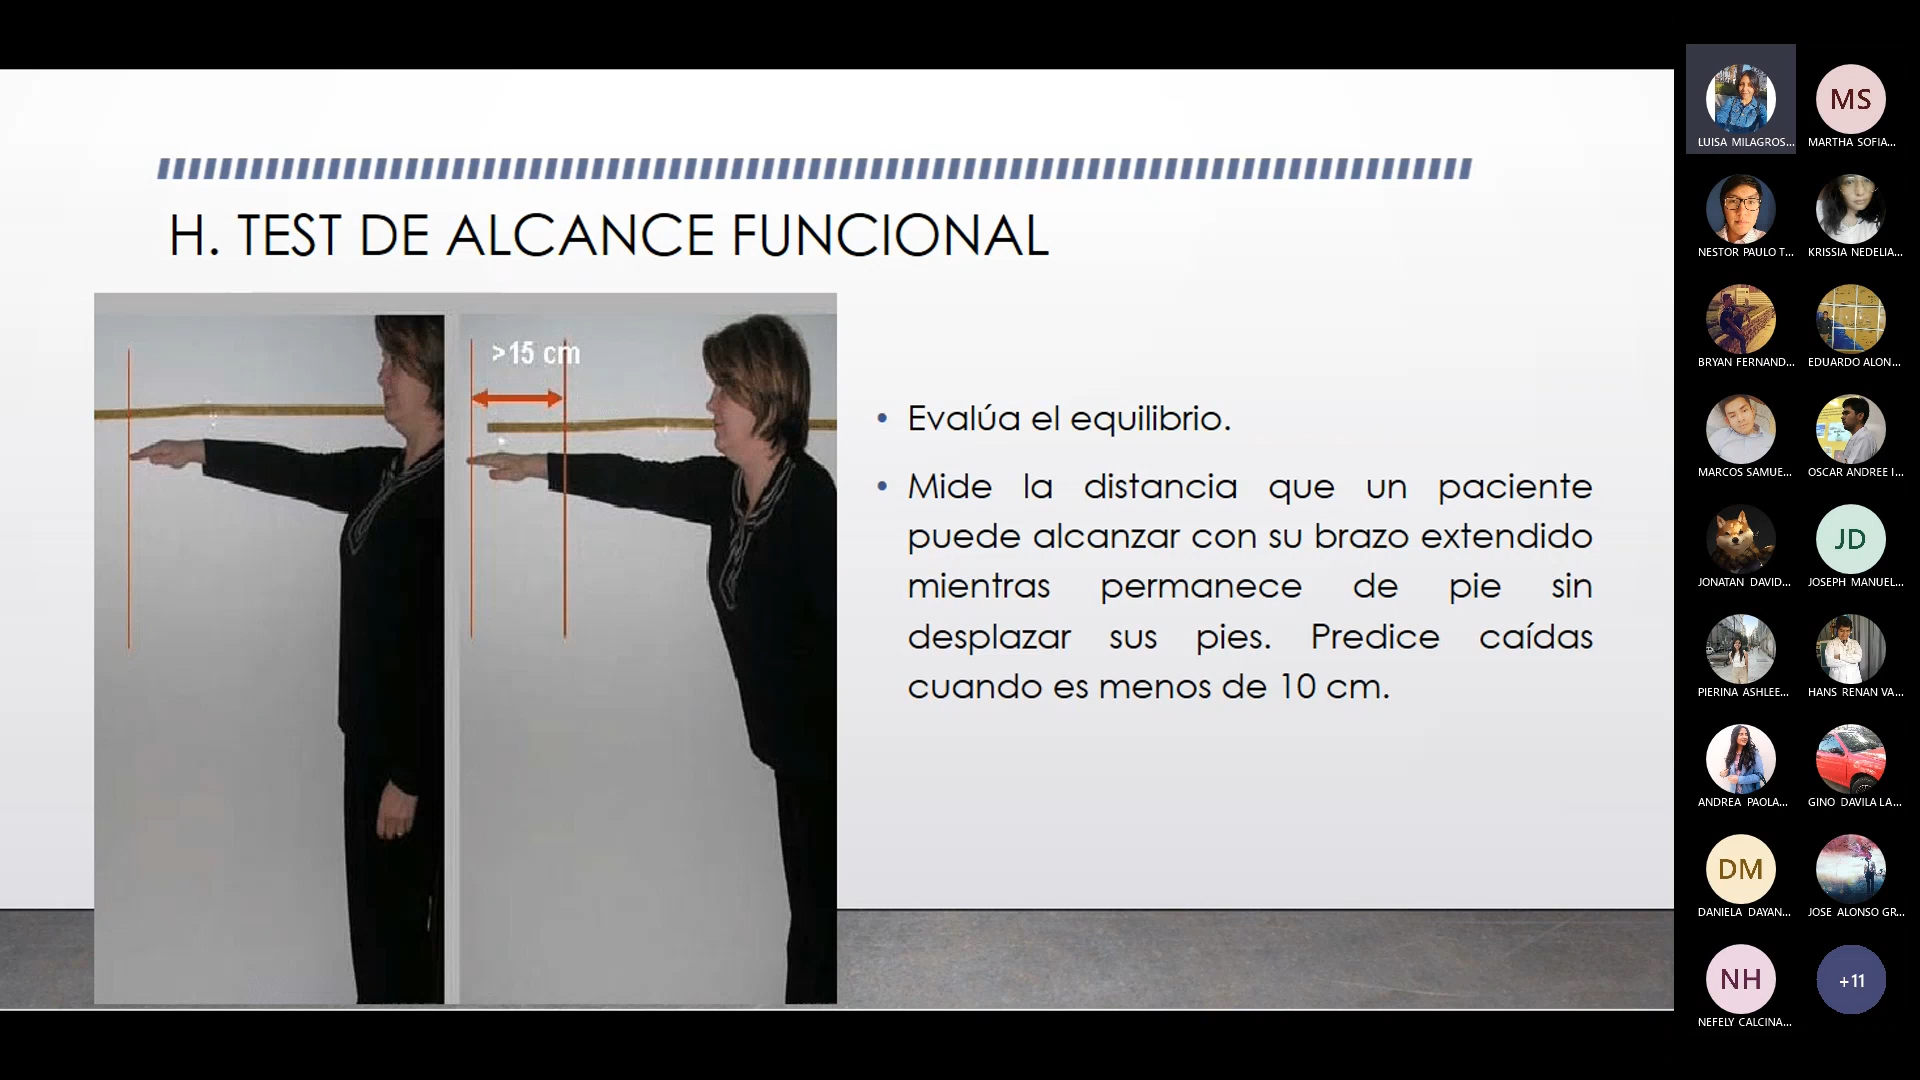 H. TEST DE ALCANCE FUNCIONAL
>15 cm
• Evalúa el equilibrio.
• Mide la distancia que un paciente
puede alcanzar con su brazo extendido
mientras permanece de pie sin
desplazar sus pies. Predice caídas
cuando es menos de 10 cm.
LUISA MILAGROS...
MS
MARTHA SOFIA...
NESTOR PAULO T...
KRISSIA NEDELIA...
BRYAN FERNAND...
EDUARDO ALON...
MARCOS SAMUE...
OSCAR ANDREE I...
JONATAN DAVID...
JD
JOSEPH MANUEL...
PIERINA ASHLEE...
HANS RENAN VA...
ANDREA PAOLA...
GINO DAVILA LA...
DM
DANIELA DAYAN...
JOSE ALONSO GR...
NH
NEFELY CALCINA...
+11